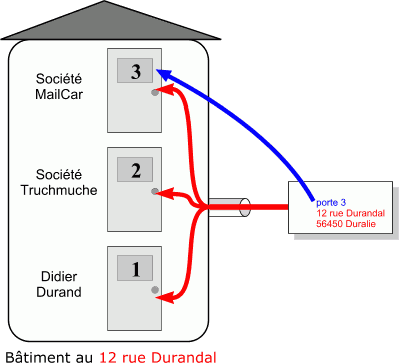 Société
MailCar
3
Société
Truchmuche
2
porte 3
12 rue Durandal
56450 Duralie
Didier
Durand
1
Bâtiment au 12 rue Durandal